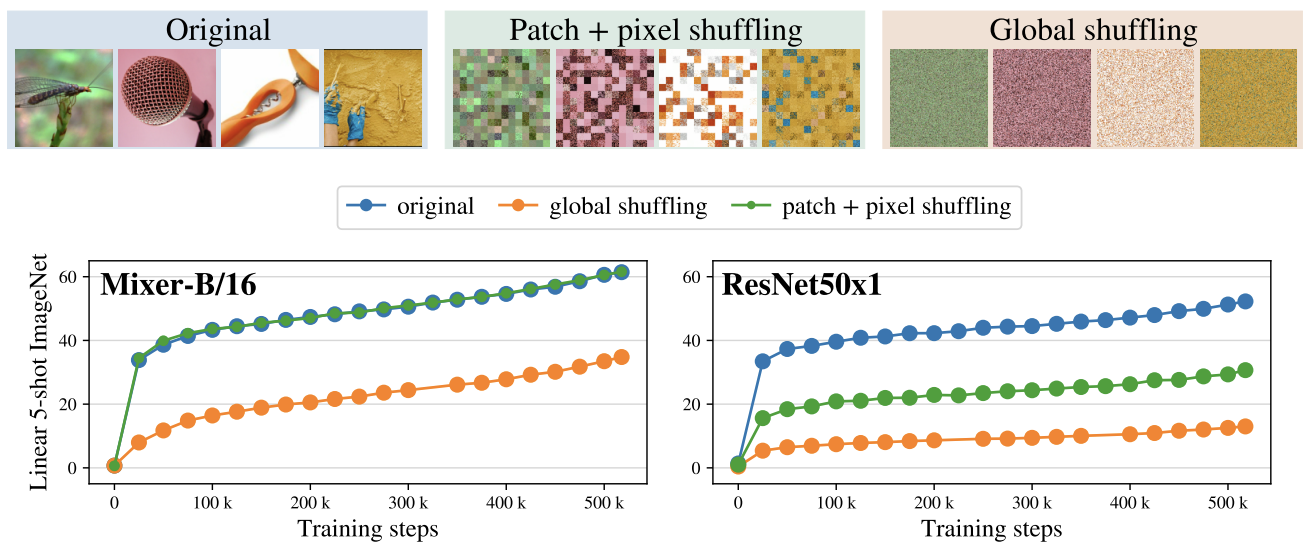 Original
Patch + pixel shuffling
Global shuffling
original
global shuffling
patch + pixel shuffling
Linear 5-shot ImageNet
Mixer-B/16
60
40
20
0
0
100 k
200 k
300 k
400 k
500 k
Training steps
ResNet50x1
60
40
20
0
0
100 k
200 k
300 k
400 k
500 k
Training steps